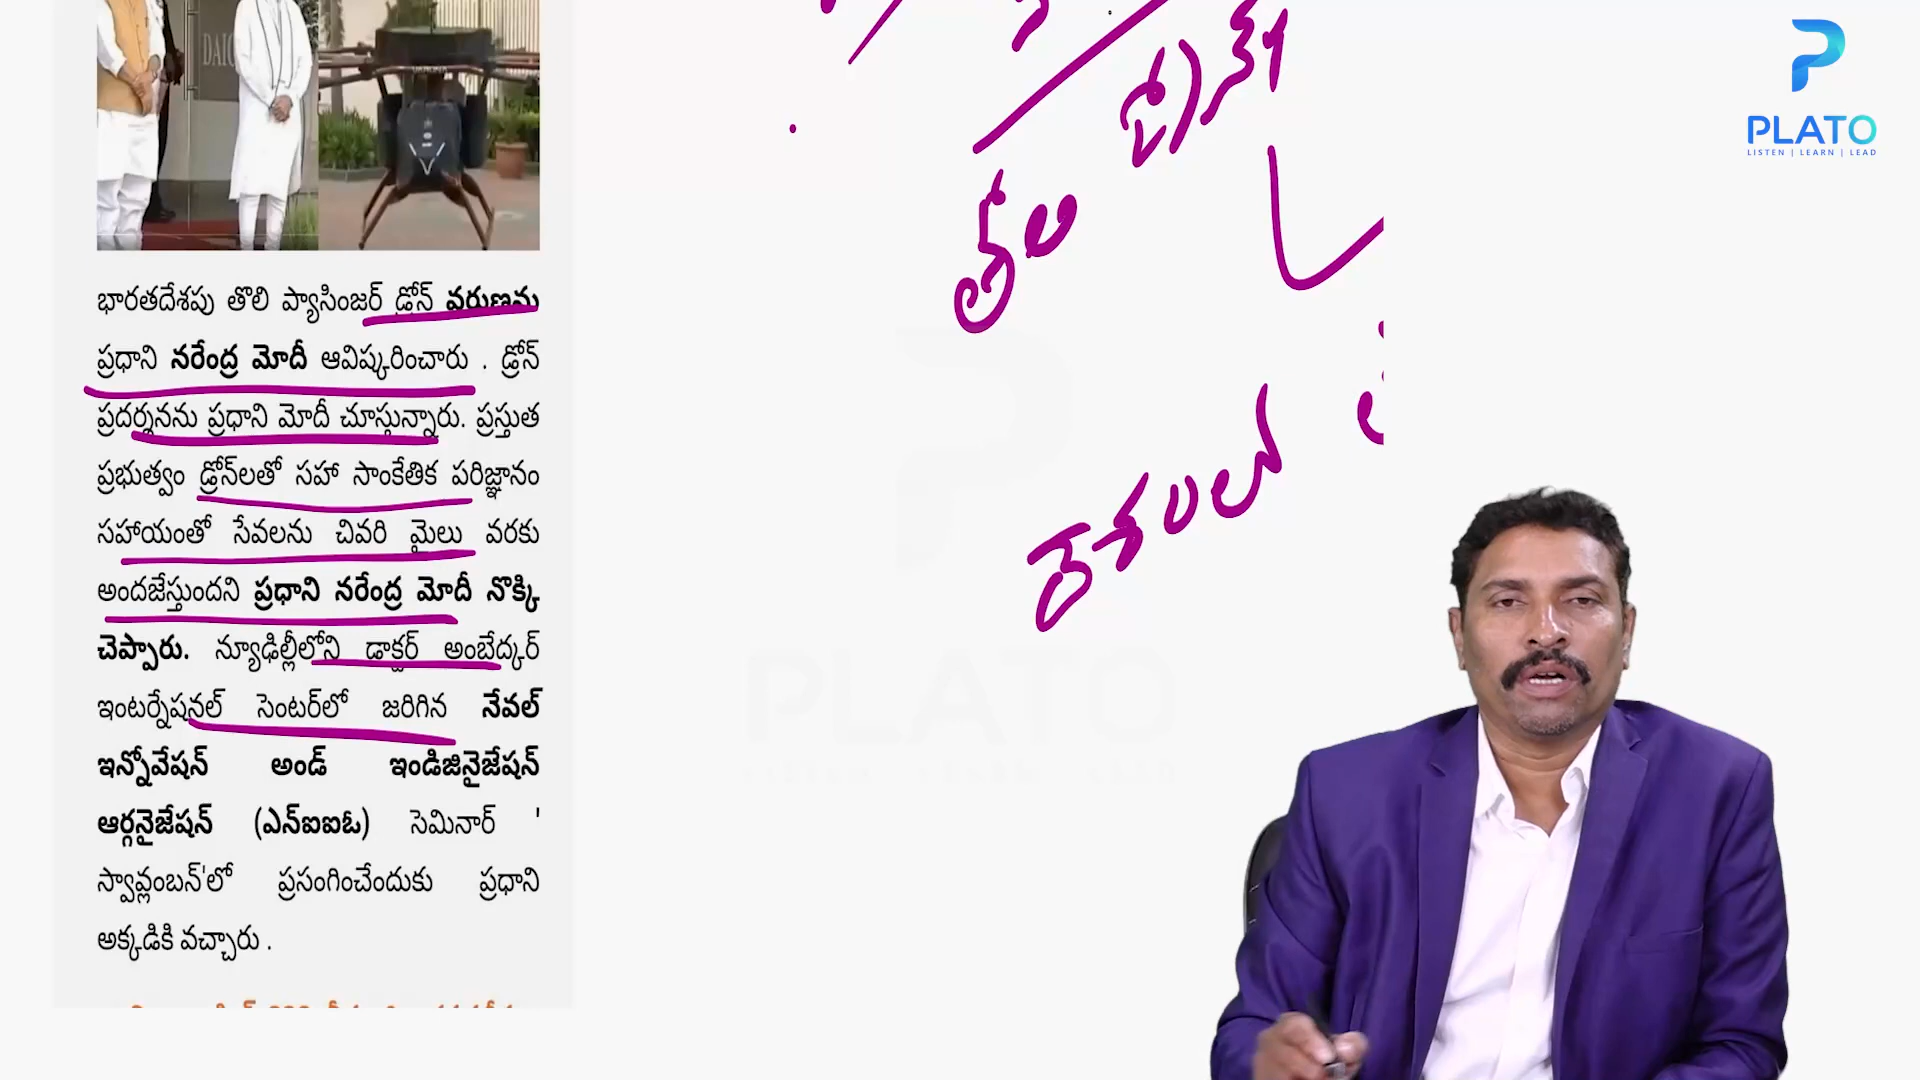 DAIC
భారతదేశపు తొలి ప్యాసింజర్ డ్రోన్ వరుణను
ప్రధాని నరేంద్ర మోదీ ఆవిష్కరించారు . డ్రోన్
ప్రదర్శనను ప్రధాని మోదీ చూస్తున్నారు. ప్రస్తుత
ప్రభుత్వం డ్రోన్‌లతో సహా సాంకేతిక పరిజ్ఞానం
సహాయంతో సేవలను చివరి మైలు వరకు
అందజేస్తుందని ప్రధాని నరేంద్ర మోదీ నొక్కి
చెప్పారు. న్యూఢిల్లీలోని డాక్టర్ అంబేద్కర్
ఇంటర్నేషనల్ సెంటర్‌లో జరిగిన నేవల్
ఇన్నోవేషన్ అండ్ ఇండిజినైజేషన్
ఆర్గనైజేషన్ (ఎన్ఐఐఓ) సెమినార్ '
స్వావ్లంబన్'లో ప్రసంగించేందుకు ప్రధాని
అక్కడికి వచ్చారు .
PLATO
LISTEN | LEARN | LEAD
PLATO